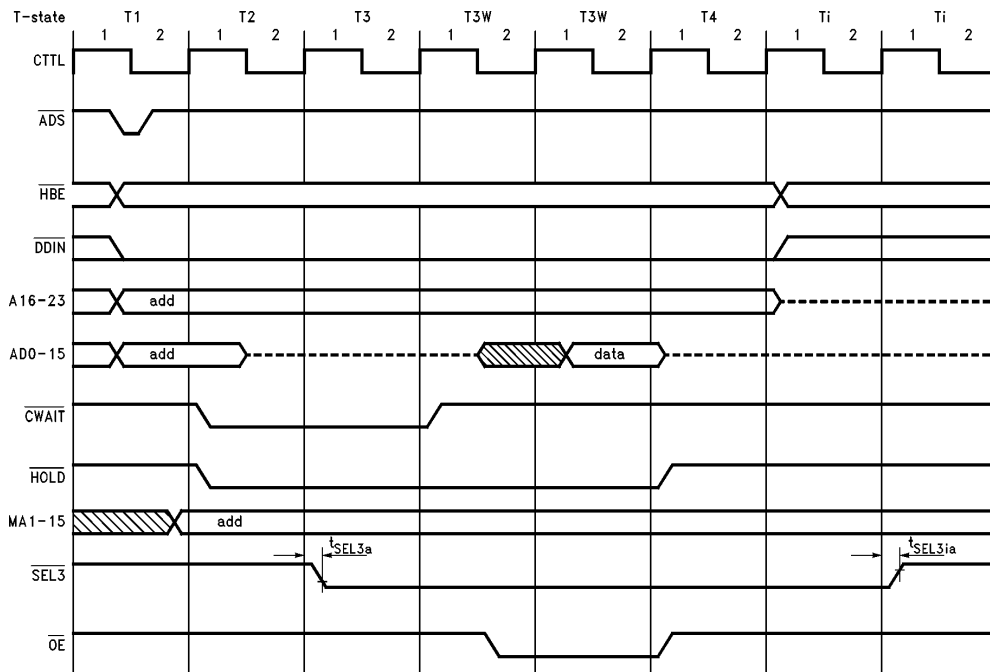 T-state T1 T2 T3 T3W T3W T4 Ti Ti
1 2 1 2 1 2 1 2 1 2 1 2 1 2 1 2
CTTL
ADS
HBE
DDIN
A16-23 add
AD0-15 add data
CWAIT
HOLD
MA1-15 add
tSEL3a tSEL3ia
SEL3
OE